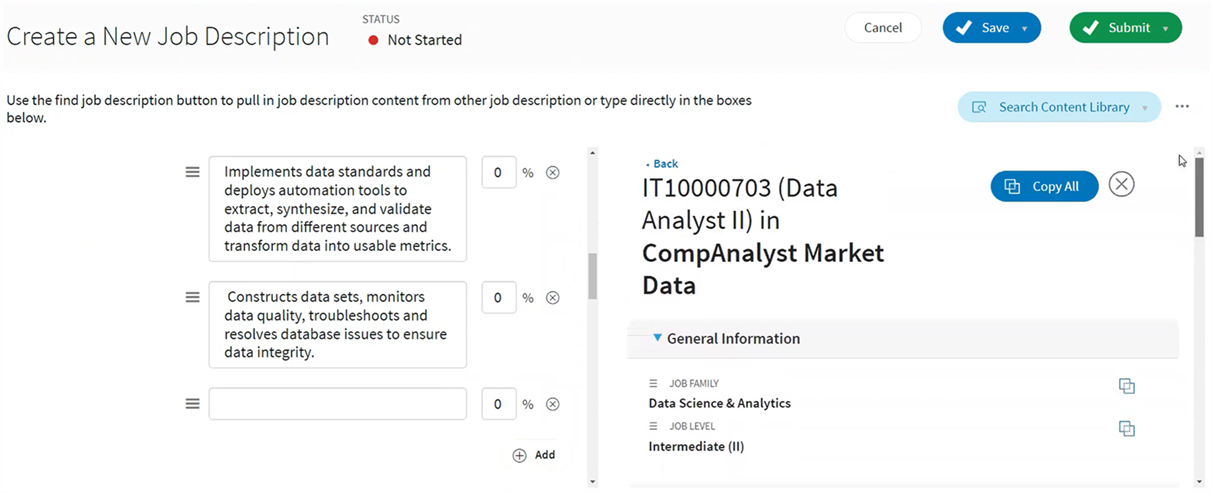 Create a New Job Description
STATUS
Not Started
Cancel
Save
Submit
Use the find job description button to pull in job description content from other job description or type directly in the boxes
below.
Search Content Library
Implements data standards and
deploys automation tools to
extract, synthesize, and validate
data from different sources and
transform data into usable metrics.
0 %
Constructs data sets, monitors
data quality, troubleshoots and
resolves database issues to ensure
data integrity.
0 %
0 %
Add
Back
IT10000703 (Data
Analyst II) in
CompAnalyst Market
Data
Copy All
General Information
JOB FAMILY
Data Science & Analytics
JOB LEVEL
Intermediate (II)